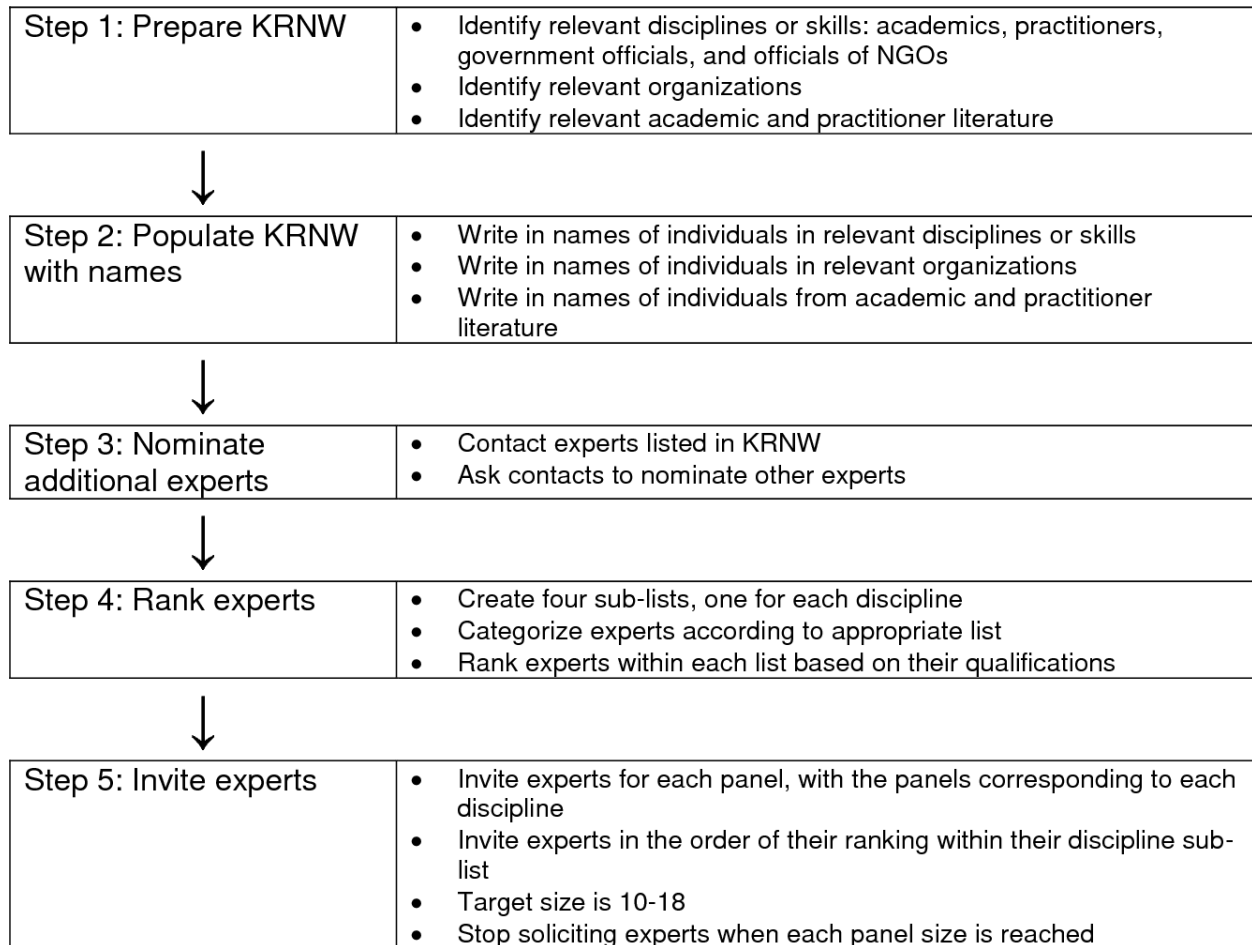 Step 1: Prepare KRNW
• Identify relevant disciplines or skills: academics, practitioners,
government officials, and officials of NGOs
• Identify relevant organizations
• Identify relevant academic and practitioner literature
Step 2: Populate KRNW
with names
• Write in names of individuals in relevant disciplines or skills
• Write in names of individuals in relevant organizations
• Write in names of individuals from academic and practitioner
literature
Step 3: Nominate
additional experts
• Contact experts listed in KRNW
• Ask contacts to nominate other experts
Step 4: Rank experts
• Create four sub-lists, one for each discipline
• Categorize experts according to appropriate list
• Rank experts within each list based on their qualifications
Step 5: Invite experts
• Invite experts for each panel, with the panels corresponding to each
discipline
• Invite experts in the order of their ranking within their discipline sub-
list
• Target size is 10-18
• Stop soliciting experts when each panel size is reached